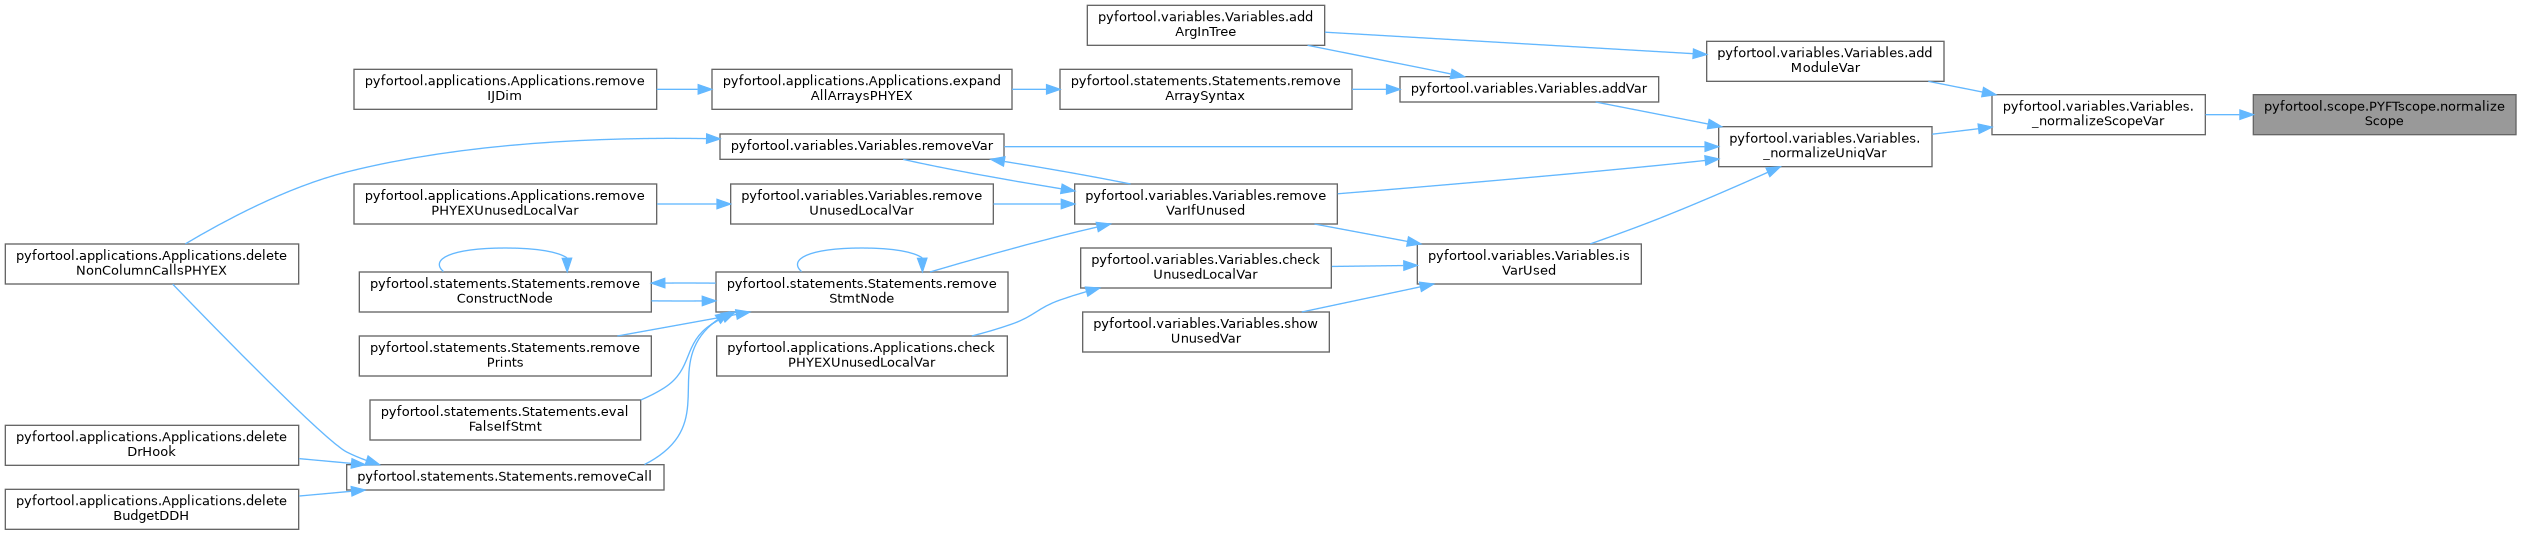 pyfortool.variables.Variables.add
ArgInTree
pyfortool.variables.Variables.add
ModuleVar
pyfortool.applications.Applications.remove
IJDim
pyfortool.applications.Applications.expand
AllArraysPHYEX
pyfortool.statements.Statements.remove
ArraySyntax
pyfortool.variables.Variables.addVar
pyfortool.variables.Variables.
_normalizeScopeVar
pyfortool.scope.PYFTscope.normalize
Scope
pyfortool.variables.Variables.removeVar
pyfortool.variables.Variables.
_normalizeUniqVar
pyfortool.applications.Applications.remove
PHYEXUnusedLocalVar
pyfortool.variables.Variables.remove
UnusedLocalVar
pyfortool.variables.Variables.remove
VarIfUnused
pyfortool.applications.Applications.delete
NonColumnCallsPHYEX
pyfortool.variables.Variables.check
UnusedLocalVar
pyfortool.variables.Variables.is
VarUsed
pyfortool.statements.Statements.remove
ConstructNode
pyfortool.statements.Statements.remove
StmtNode
pyfortool.variables.Variables.show
UnusedVar
pyfortool.statements.Statements.remove
Prints
pyfortool.applications.Applications.check
PHYEXUnusedLocalVar
pyfortool.statements.Statements.eval
FalseIfStmt
pyfortool.applications.Applications.delete
DrHook
pyfortool.statements.Statements.removeCall
pyfortool.applications.Applications.delete
BudgetDDH